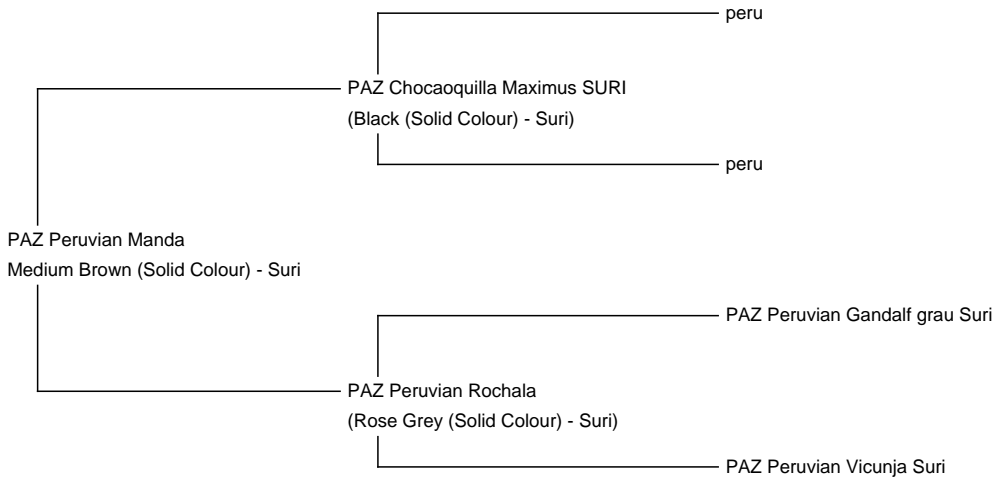 peru
PAZ Chocaoquilla Maximus SURI
(Black (Solid Colour) - Suri)
peru
PAZ Peruvian Manda
Medium Brown (Solid Colour) - Suri
PAZ Peruvian Gandalf grau Suri
PAZ Peruvian Rochala
(Rose Grey (Solid Colour) - Suri)
PAZ Peruvian Vicunja Suri